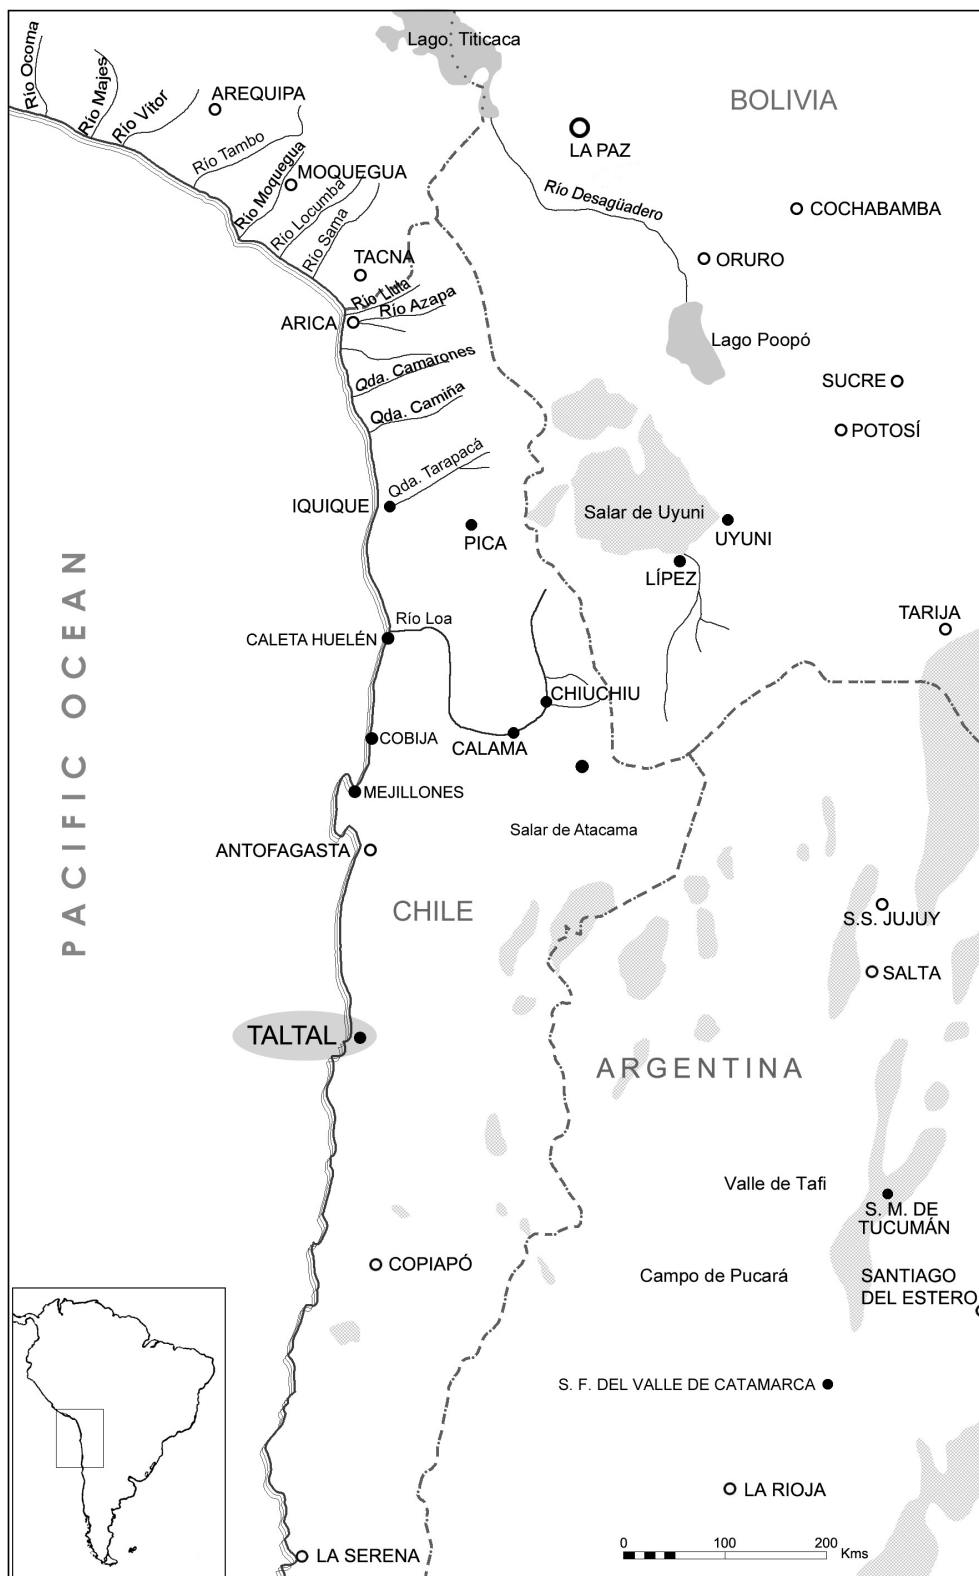 Lago Titicaca
Río Ocoma
Río Majes
Río Vítor
AREQUIPA
BOLIVIA
LA PAZ
Río Tambo
MOQUEGUA
Río Moquegua
Río Locumba
Río Sama
Río Desagüadero
COCHABAMBA
TACNA
ORURO
Río Lluta
Río Azapa
ARICA
Lago Poopó
Qda. Camarones
SUCRE
Qda. Camiña
POTOSÍ
Qda. Tarapacá
IQUIQUE
Salar de Uyuni
PICA
UYUNI
LÍPEZ
Río Loa
TARIJA
CALETA HUELÉN
PACIFIC OCEAN
CHIUCHIU
COBIJA
CALAMA
MEJILLONES
Salar de Atacama
ANTOFAGASTA
CHILE
S.S. JUJUY
SALTA
TALTAL
ARGENTINA
Valle de Tafi
S. M. DE
TUCUMÁN
COPIAPÓ
Campo de Pucará
SANTIAGO
DEL ESTERO
S. F. DEL VALLE DE CATAMARCA
LA RIOJA
LA SERENA
0 100 200
Kms